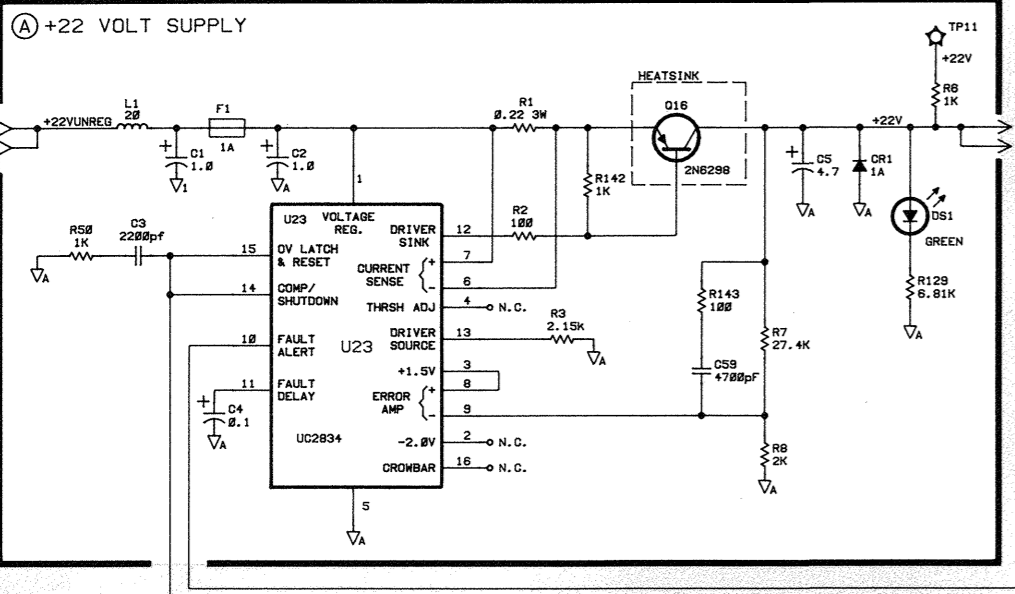 A +22 VOLT SUPPLY
TP11
+22V
R6
1K
HEATSINK
Q16
2N6298
L1
20
+22VUNREG
F1
1A
R1
0.22 3W
+22V
+
C1
1.0
1
+
C2
1.0
A
1
R142
1K
+
C5
4.7
A
CR1
1A
A
DS1
GREEN
R129
6.81K
A
R50
1K
A
C3
2200pf
U23
VOLTAGE
REG.
DRIVER
SINK
12
R2
100
15
OV LATCH
& RESET
CURRENT
SENSE
+
-
7
6
14
COMP/
SHUTDOWN
THRSH ADJ
4
N.C.
10
FAULT
ALERT
U23
DRIVER
SOURCE
13
R3
2.15K
A
R143
100
R7
27.4K
+1.5V
3
8
C59
4700pF
11
FAULT
DELAY
ERROR
AMP
+
-
9
+
C4
0.1
A
UC2834
-2.0V
2
N.C.
R8
2K
A
CROWBAR
16
N.C.
5
A